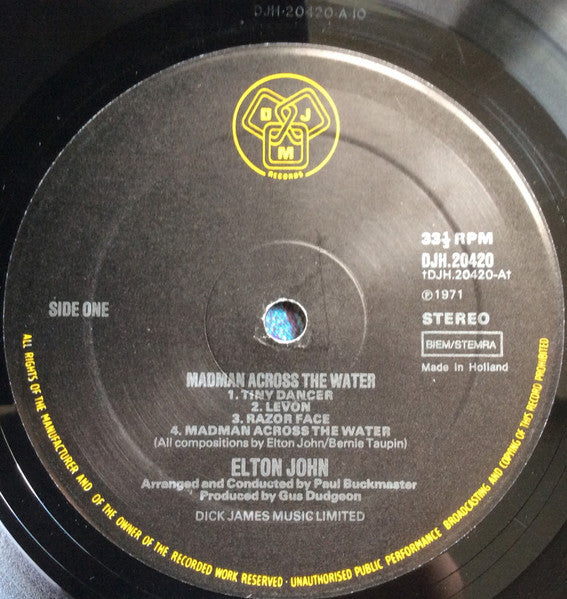 DJH·20420·A·1O
D J
M
RECORDS
33⅓ RPM
DJH.20420
†DJH.20420-A†
℗1971
STEREO
BIEM/STEMRA
Made in Holland
SIDE ONE
MADMAN ACROSS THE WATER
1. TINY DANCER
2. LEVON
3. RAZOR FACE
4. MADMAN ACROSS THE WATER
(All compositions by Elton John/Bernie Taupin)
ELTON JOHN
Arranged and Conducted by Paul Buckmaster
Produced by Gus Dudgeon
DICK JAMES MUSIC LIMITED
ALL RIGHTS OF THE MANUFACTURER AND OF THE OWNER OF THE RECORDED WORK RESERVED · UNAUTHORISED PUBLIC PERFORMANCE BROADCASTING AND COPYING OF THIS RECORD PROHIBITED